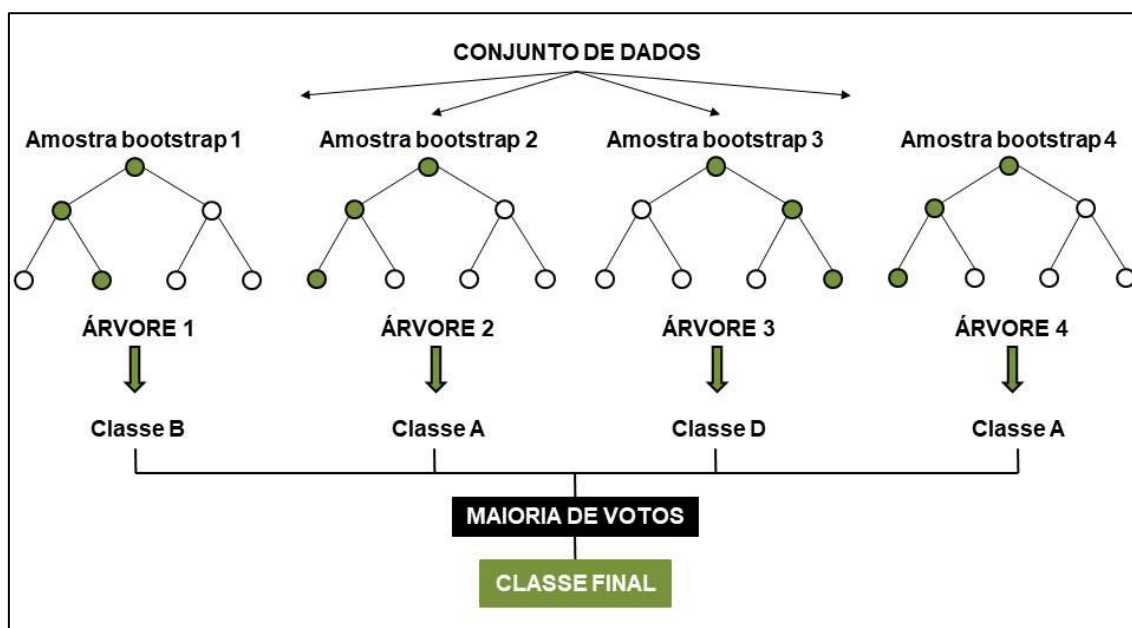 CONJUNTO DE DADOS
Amostra bootstrap 1
Amostra bootstrap 2
Amostra bootstrap 3
Amostra bootstrap 4
ÁRVORE 1
ÁRVORE 2
ÁRVORE 3
ÁRVORE 4
Classe B
Classe A
Classe D
Classe A
MAIORIA DE VOTOS
CLASSE FINAL